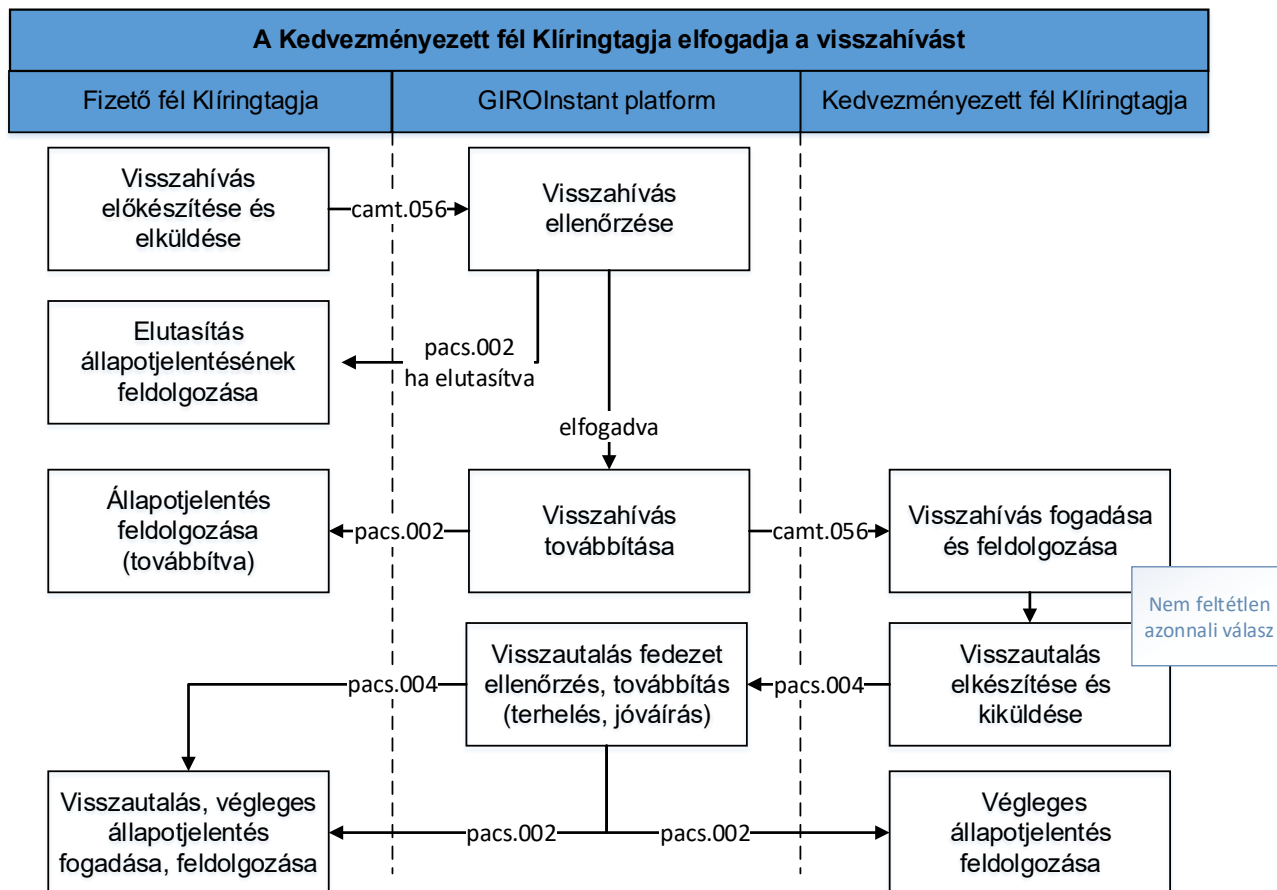 A Kedvezményezett fél Klíringtagja elfogadja a visszahívást
Fizető fél Klíringtagja
GIROInstant platform
Kedvezményezett fél Klíringtagja
Visszahívás
előkészítése és
elküldése
camt.056
Visszahívás
ellenőrzése
Elutasítás
állapotjelentésének
feldolgozása
pacs.002
ha elutasítva
elfogadva
Állapotjelentés
feldolgozása
(továbbítva)
pacs.002
Visszahívás
továbbítása
camt.056
Visszahívás fogadása
és feldolgozása
Nem feltétlen
azonnali válasz
pacs.004
Visszautalás fedezet
ellenőrzés, továbbítás
(terhelés, jóváírás)
pacs.004
Visszautalás
elkészítése és
kiküldése
Visszautalás, végleges
állapotjelentés
fogadása, feldolgozása
pacs.002
pacs.002
Végleges
állapotjelentés
feldolgozása